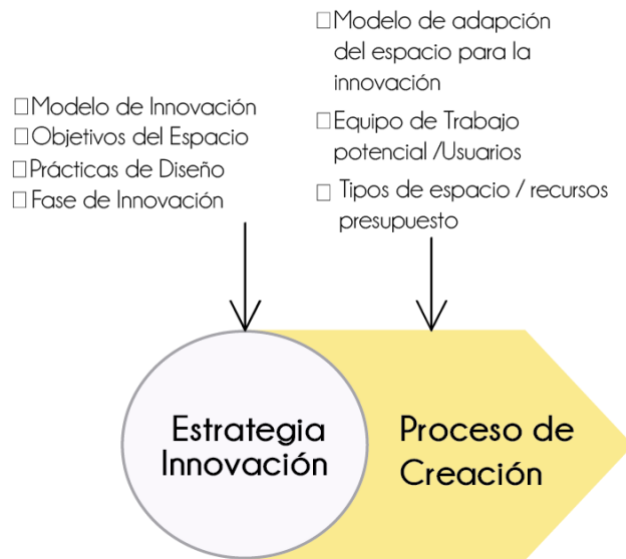 □Modelo de Innovación
□Objetivos del Espacio
□Prácticas de Diseño
□Fase de Innovación
□Modelo de adapción
del espacio para la
innovación
□Equipo de Trabajo
potencial /Usuarios
□ Tipos de espacio / recursos
presupuesto
Estrategia
Innovación
Proceso de
Creación